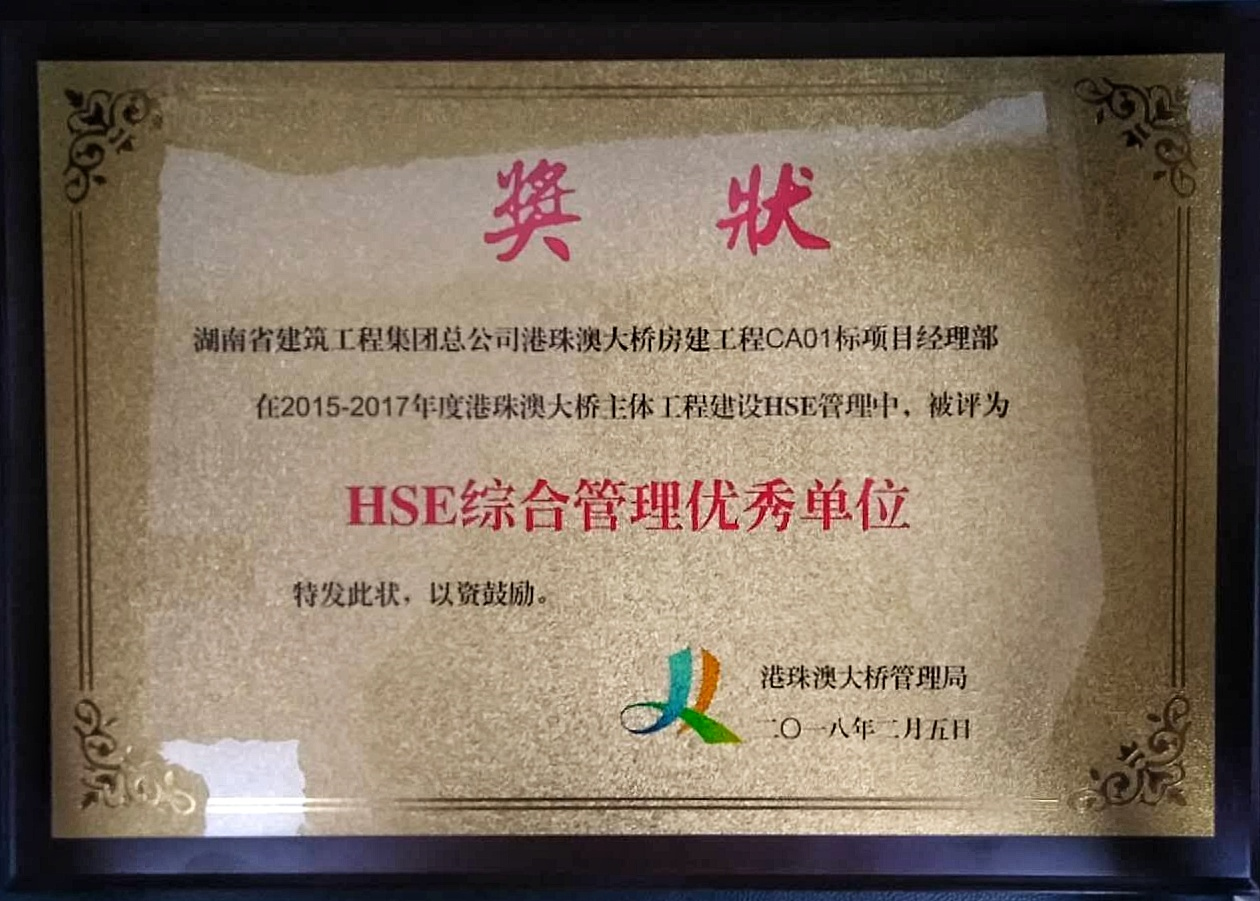 奬 狀
湖南省建筑工程集团总公司港珠澳大桥房建工程CA01标项目经理部
在2015-2017年度港珠澳大桥主体工程建设HSE管理中，被评为
HSE综合管理优秀单位
特发此状，以资鼓励。
港珠澳大桥管理局
二〇一八年二月五日